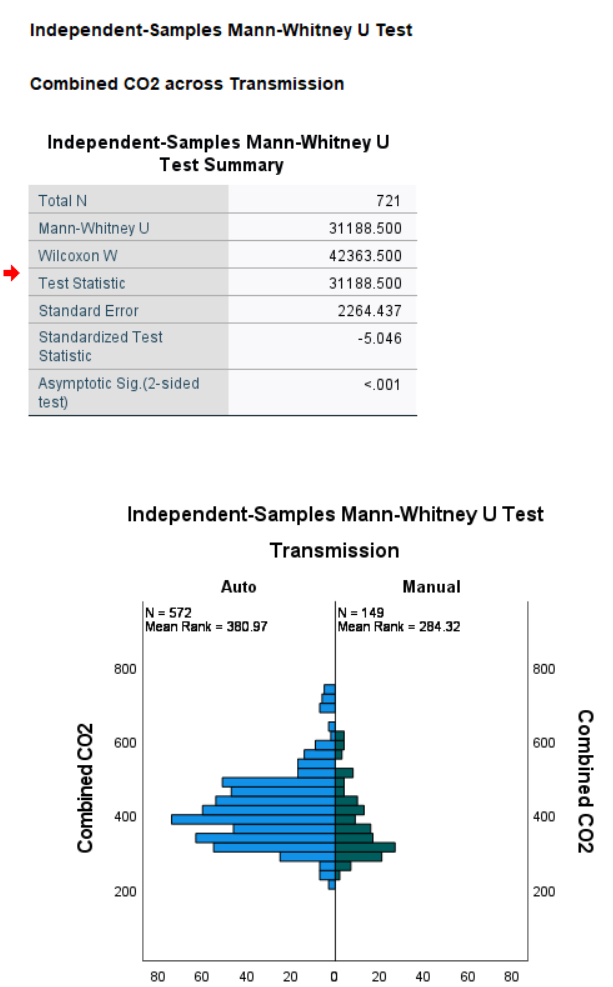 Independent-Samples Mann-Whitney U Test
Combined CO2 across Transmission
Independent-Samples Mann-Whitney U
Test Summary
Total N 721
Mann-Whitney U 31188.500
Wilcoxon W 42363.500
Test Statistic 31188.500
Standard Error 2264.437
Standardized Test -5.046
Statistic
Asymptotic Sig.(2-sided <.001
test)
Independent-Samples Mann-Whitney U Test
Transmission
Auto Manual
N = 572 N = 149
Mean Rank = 380.97 Mean Rank = 284.32
800 800
600 600
Combined CO2 Combined CO2
400 400
200 200
80 60 40 20 0 20 40 60 80